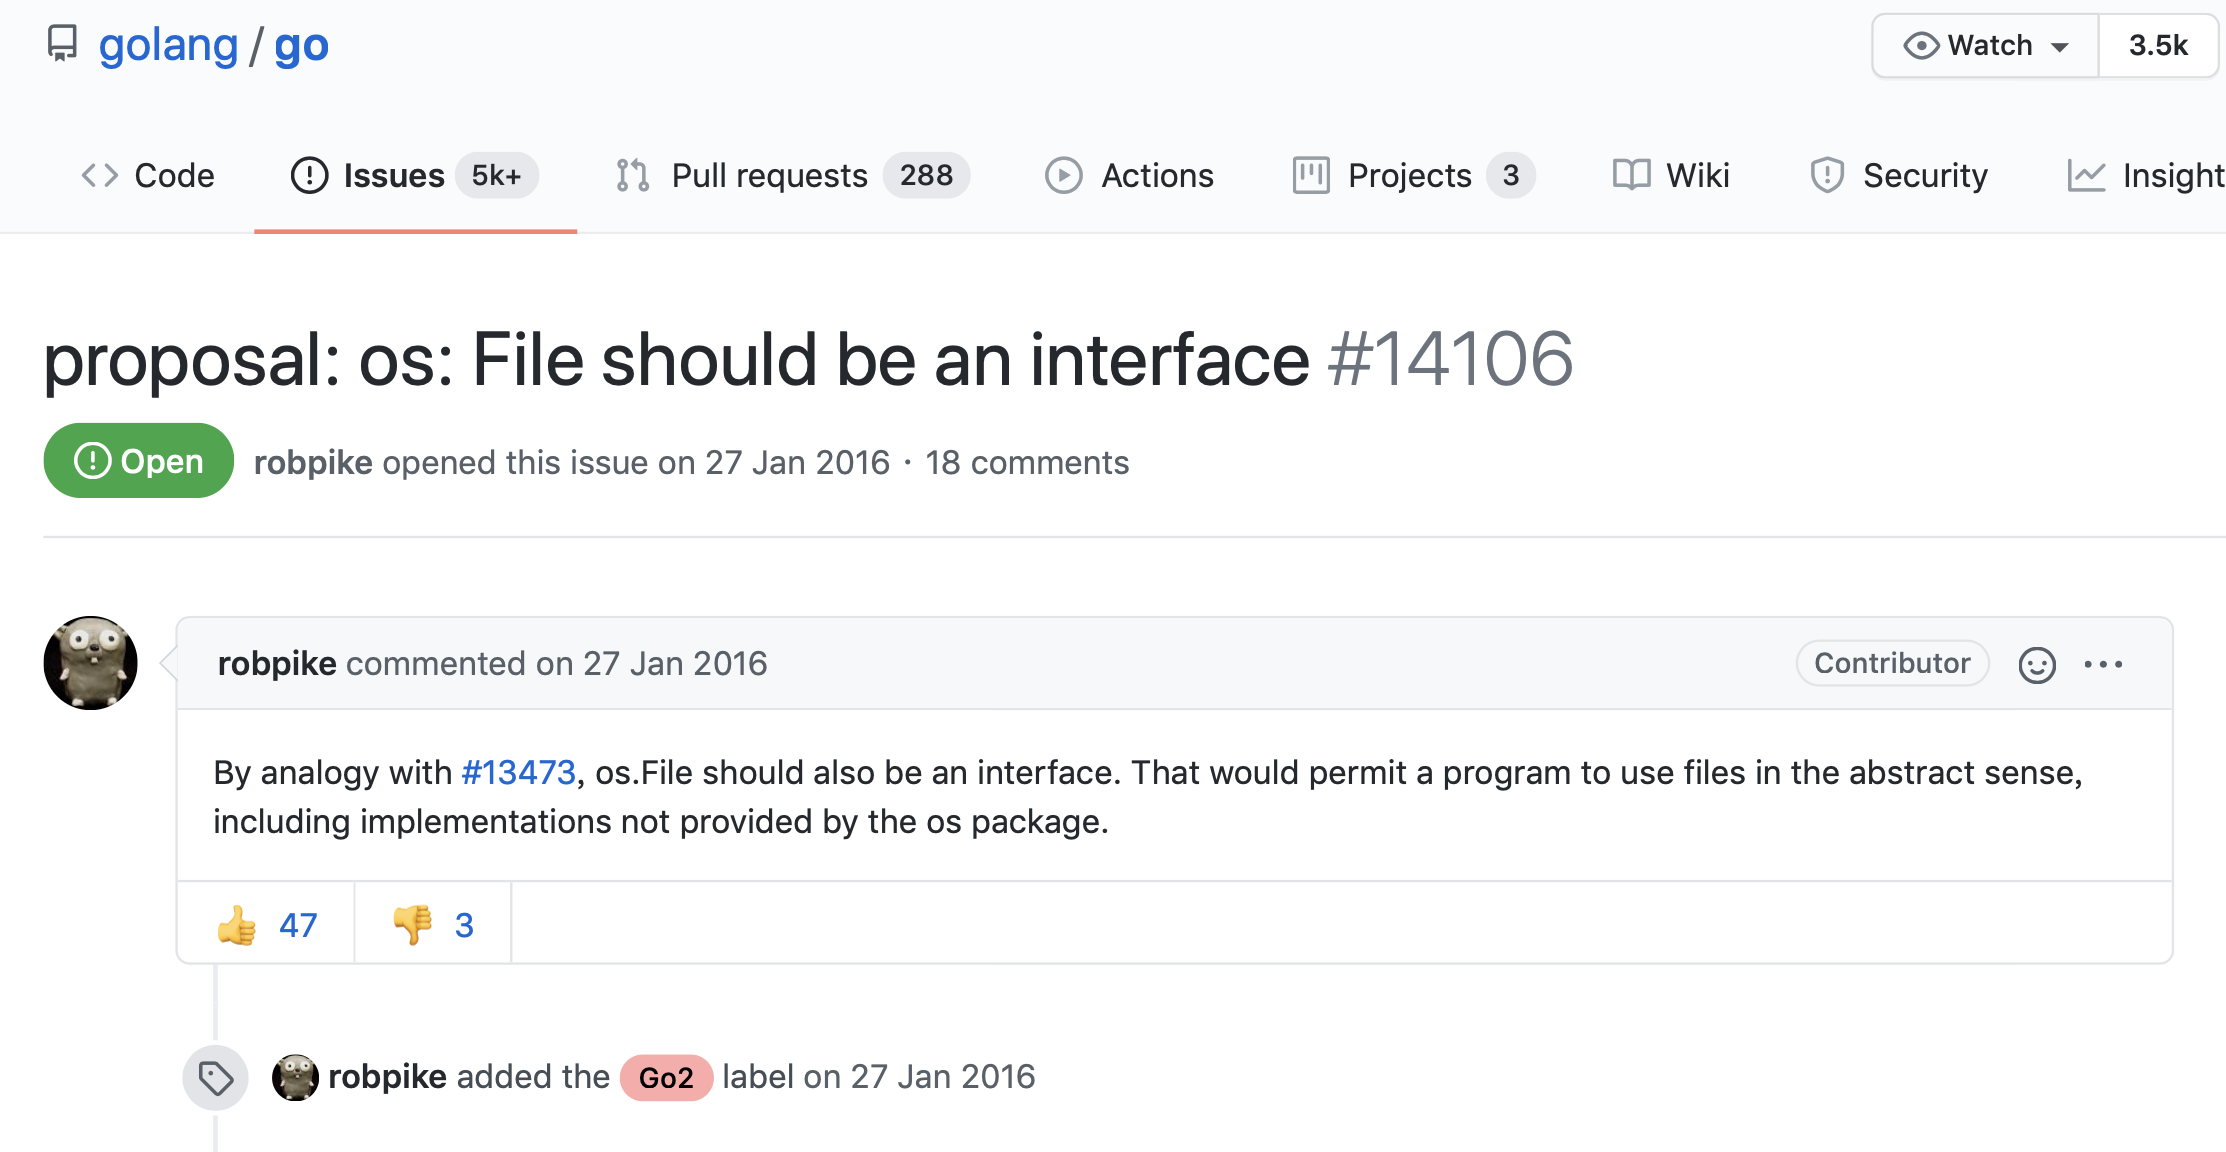 golang / go
Watch 3.5k
Code Issues 5k+ Pull requests 288 Actions Projects 3 Wiki Security Insight
proposal: os: File should be an interface #14106
Open robpike opened this issue on 27 Jan 2016 · 18 comments
robpike commented on 27 Jan 2016 Contributor
By analogy with #13473, os.File should also be an interface. That would permit a program to use files in the abstract sense,
including implementations not provided by the os package.
👍 47 👎 3
robpike added the Go2 label on 27 Jan 2016